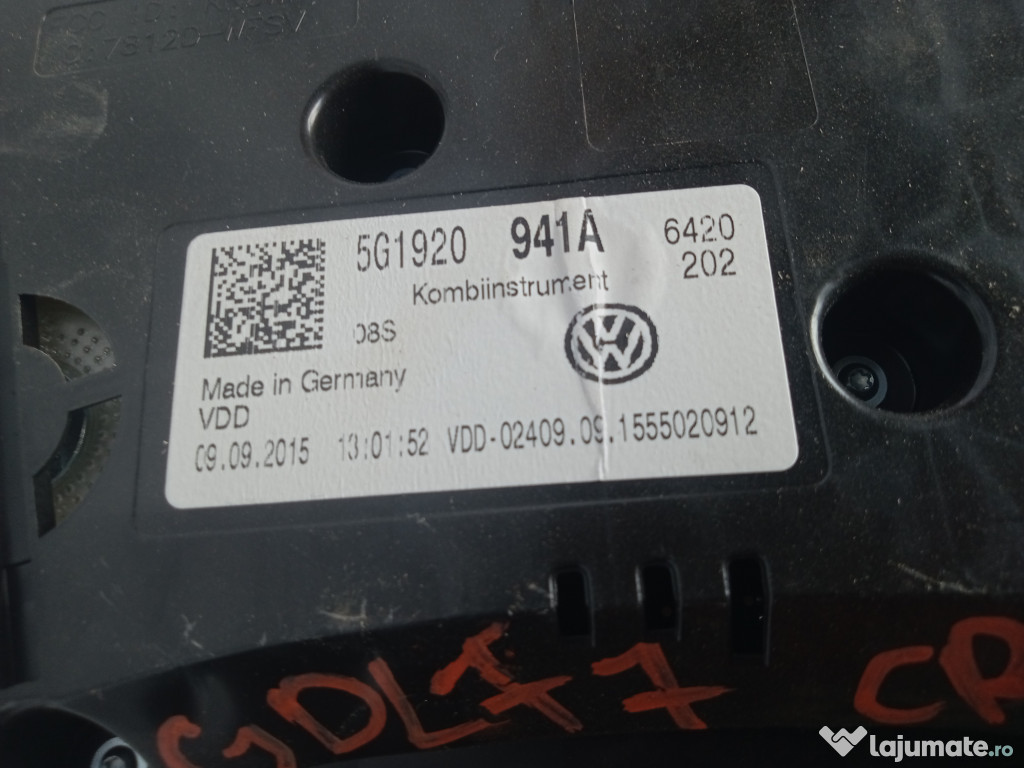 5G1920 941A 6420
202
Kombiinstrument
08S
Made in Germany
VDD
09.09.2015 13:01:52 VDD-02409.09.1555020912
GOLF 7 CR
lajumate.ro